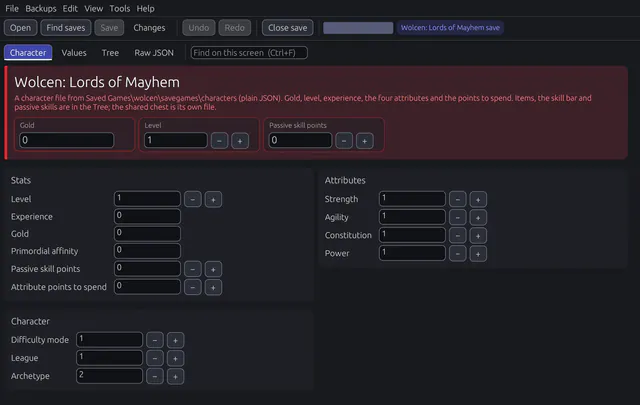 File Backups Edit View Tools Help
Open Find saves Save Changes Undo Redo Close save Wolcen: Lords of Mayhem save
Character Values Tree Raw JSON Find on this screen (Ctrl+F)
Wolcen: Lords of Mayhem
A character file from Saved Games\wolcen\savegames\characters (plain JSON). Gold, level, experience, the four attributes and the points to spend. Items, the skill bar and
passive skills are in the Tree; the shared chest is its own file.
Gold Level Passive skill points
0 1 − + 0 − +
Stats
Level 1 − +
Experience 0
Gold 0
Primordial affinity 0
Passive skill points 0 − +
Attribute points to spend 0 − +
Attributes
Strength 1 − +
Agility 1 − +
Constitution 1 − +
Power 1 − +
Character
Difficulty mode 1 − +
League 1 − +
Archetype 2 − +